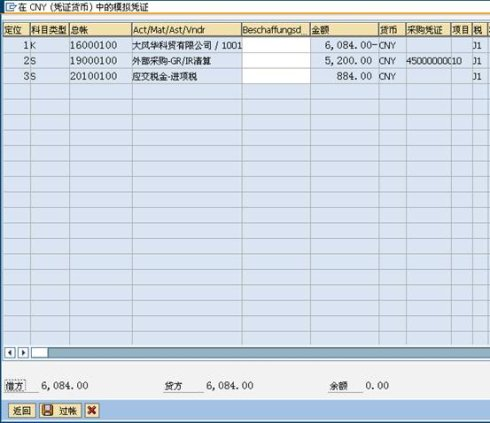 在 CNY (凭证货币) 中的模拟凭证
定位 科目类型 总帐 Act/Mat/Ast/Vndr Beschaffungsd_ 金额 货币 采购凭证 项目 税
1 K 16000100 大凤华科贸有限公司 / 1001 6,084.00- CNY J1
2 S 19000100 外部采购-GR/IR清算 5,200.00 CNY 45000000010 J1
3 S 20100100 应交税金-进项税 884.00 CNY J1
借方 6,084.00 贷方 6,084.00 余额 0.00
返回 过帐